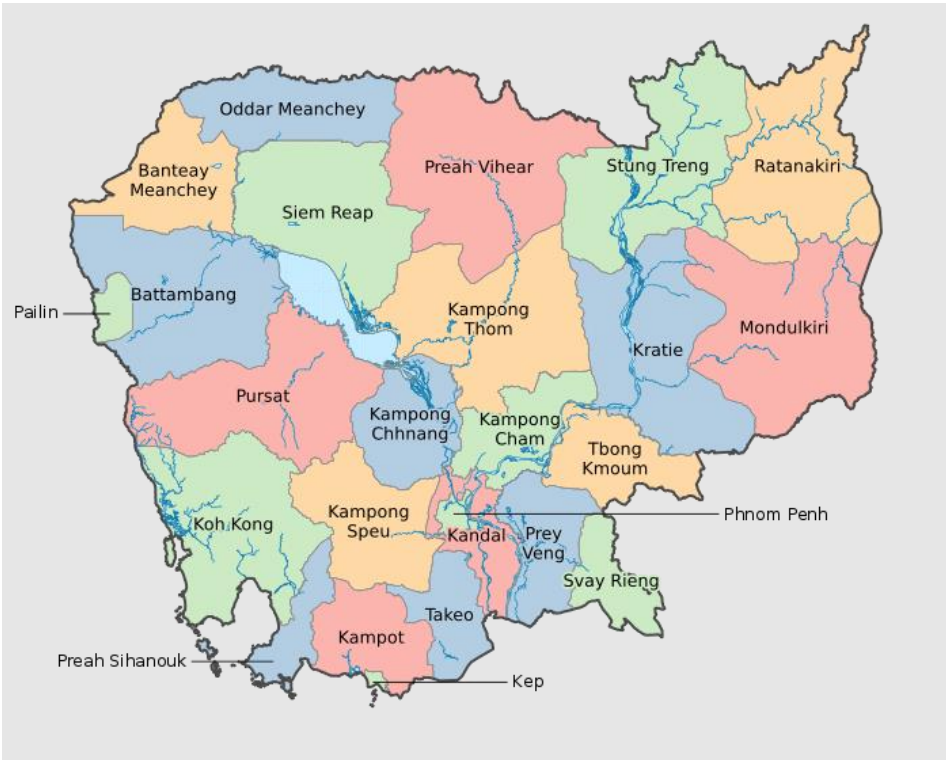 Oddar Meanchey
Banteay
Meanchey
Siem Reap
Preah Vihear
Stung Treng
Ratanakiri
Pailin
Battambang
Kampong
Thom
Kratie
Mondulkiri
Pursat
Kampong
Chhnang
Kampong
Cham
Tbong
Kmoum
Koh Kong
Kampong
Speu
Kandal
Prey
Veng
Phnom Penh
Svay Rieng
Takeo
Kampot
Preah Sihanouk
Kep